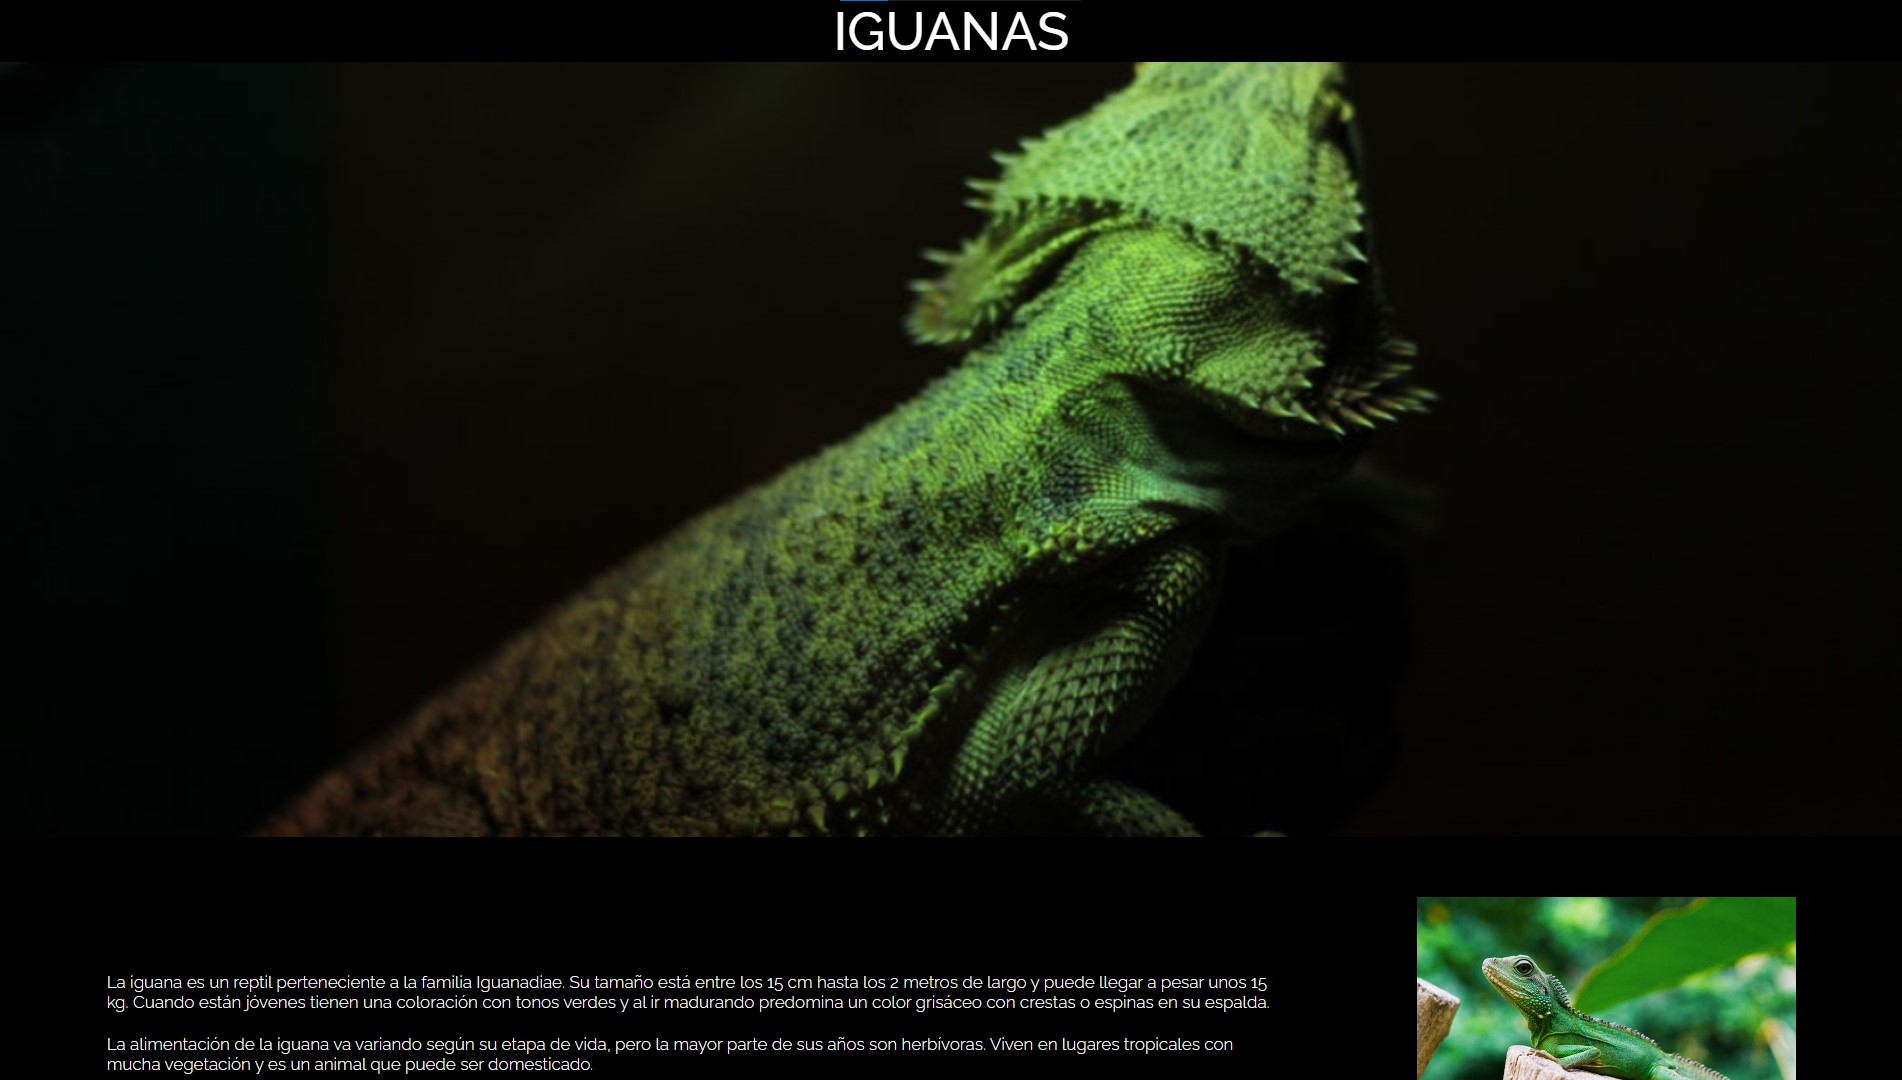 IGUANAS
La iguana es un reptil perteneciente a la familia Iguanadiae. Su tamaño está entre los 15 cm hasta los 2 metros de largo y puede llegar a pesar unos 15
kg. Cuando están jóvenes tienen una coloración con tonos verdes y al ir madurando predomina un color grisáceo con crestas o espinas en su espalda.
La alimentación de la iguana va variando según su etapa de vida, pero la mayor parte de sus años son herbívoras. Viven en lugares tropicales con
mucha vegetación y es un animal que puede ser domesticado.